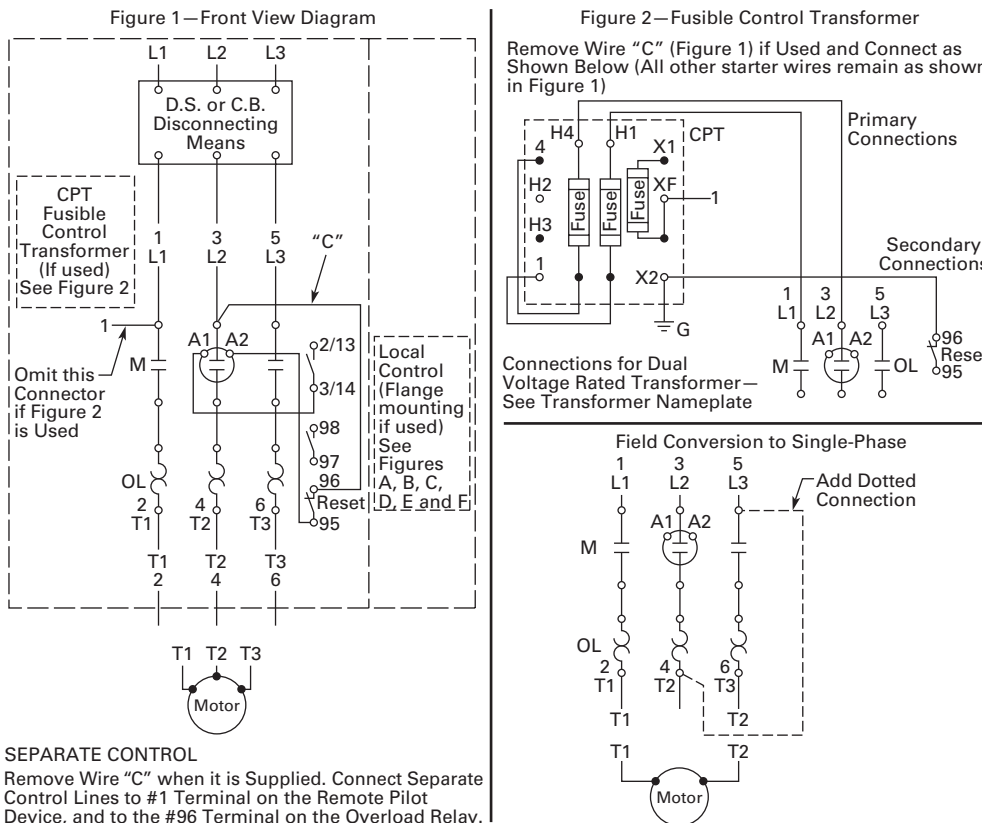 Figure 1—Front View Diagram
L1 L2 L3
D.S. or C.B.
Disconnecting
Means
CPT
Fusible
Control
Transformer
(If used)
See Figure 2
1 3 5
L1 L2 L3
"C"
1
A1 A2
M
2/13
3/14
Omit this
Connector
if Figure 2
is Used
Local
Control
(Flange
mounting
if used)
See
Figures
A, B, C,
D, E and F
98
97
96
Reset
95
OL
2 4 6
T1 T2 T3
T1 T2 T3
2 4 6
T1 T2 T3
Motor
SEPARATE CONTROL
Remove Wire "C" when it is Supplied. Connect Separate
Control Lines to #1 Terminal on the Remote Pilot
Device, and to the #96 Terminal on the Overload Relay.
Figure 2—Fusible Control Transformer
Remove Wire "C" (Figure 1) if Used and Connect as
Shown Below (All other starter wires remain as shown
in Figure 1)
H4 H1 CPT
Primary
Connections
4 X1
H2 XF
Fuse Fuse Fuse
1
H3
1 X2
Secondary
Connections
G
1 3 5
L1 L2 L3
A1 A2
M OL
96
Rese
95
Connections for Dual
Voltage Rated Transformer—
See Transformer Nameplate
Field Conversion to Single-Phase
1 3 5
L1 L2 L3
Add Dotted
Connection
A1 A2
M
OL
2 4 6
T1 T2 T3
T1 T2
T1 T2
Motor